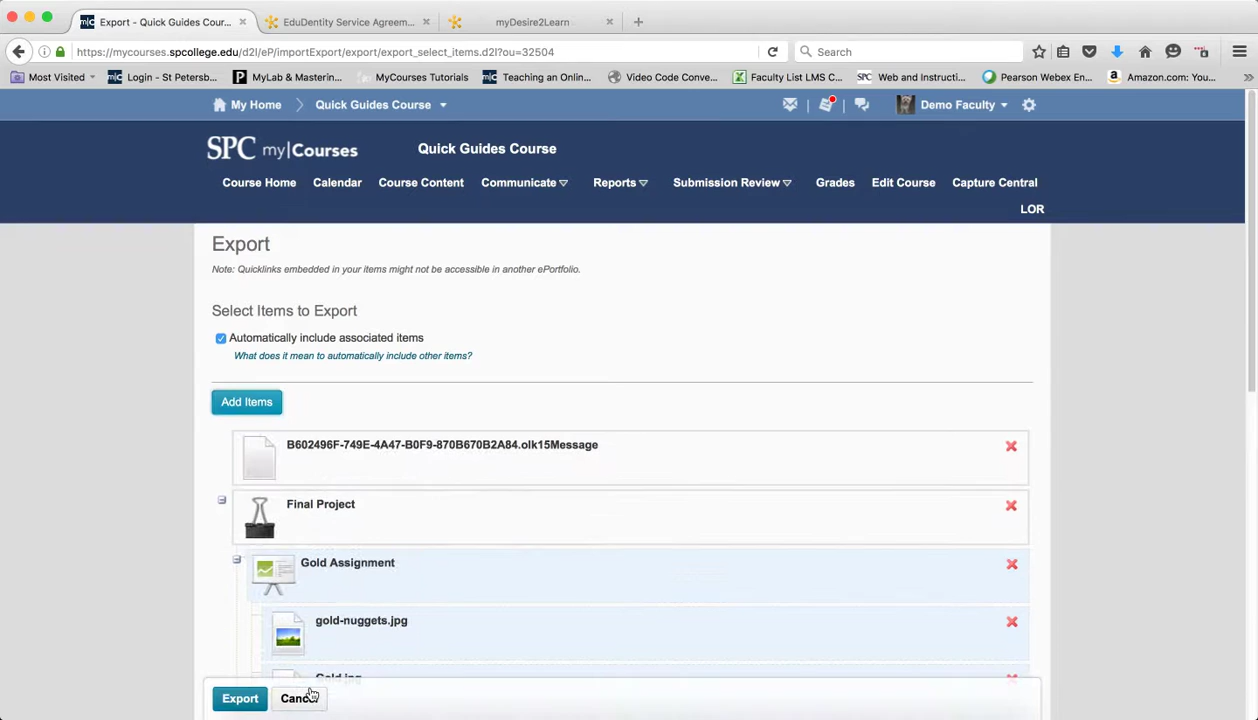 Export - Quick Guides Cour...
EduDentity Service Agreem...
myDesire2Learn
https://mycourses.spcollege.edu/d2l/eP/importExport/export/export_select_items.d2l?ou=32504
Search
Most Visited
Login - St Petersb...
MyLab & Masterin...
MyCourses Tutorials
Teaching an Onlin...
Video Code Conve...
Faculty List LMS C...
Web and Instructi...
Pearson Webex En...
Amazon.com: You...
My Home
Quick Guides Course
Demo Faculty
SPC my|Courses
Quick Guides Course
Course Home
Calendar
Course Content
Communicate
Reports
Submission Review
Grades
Edit Course
Capture Central
LOR
Export
Note: Quicklinks embedded in your items might not be accessible in another ePortfolio.
Select Items to Export
Automatically include associated items
What does it mean to automatically include other items?
Add Items
B602496F-749E-4A47-B0F9-870B670B2A84.olk15Message
Final Project
Gold Assignment
gold-nuggets.jpg
Gold.jpg
Export
Cancel